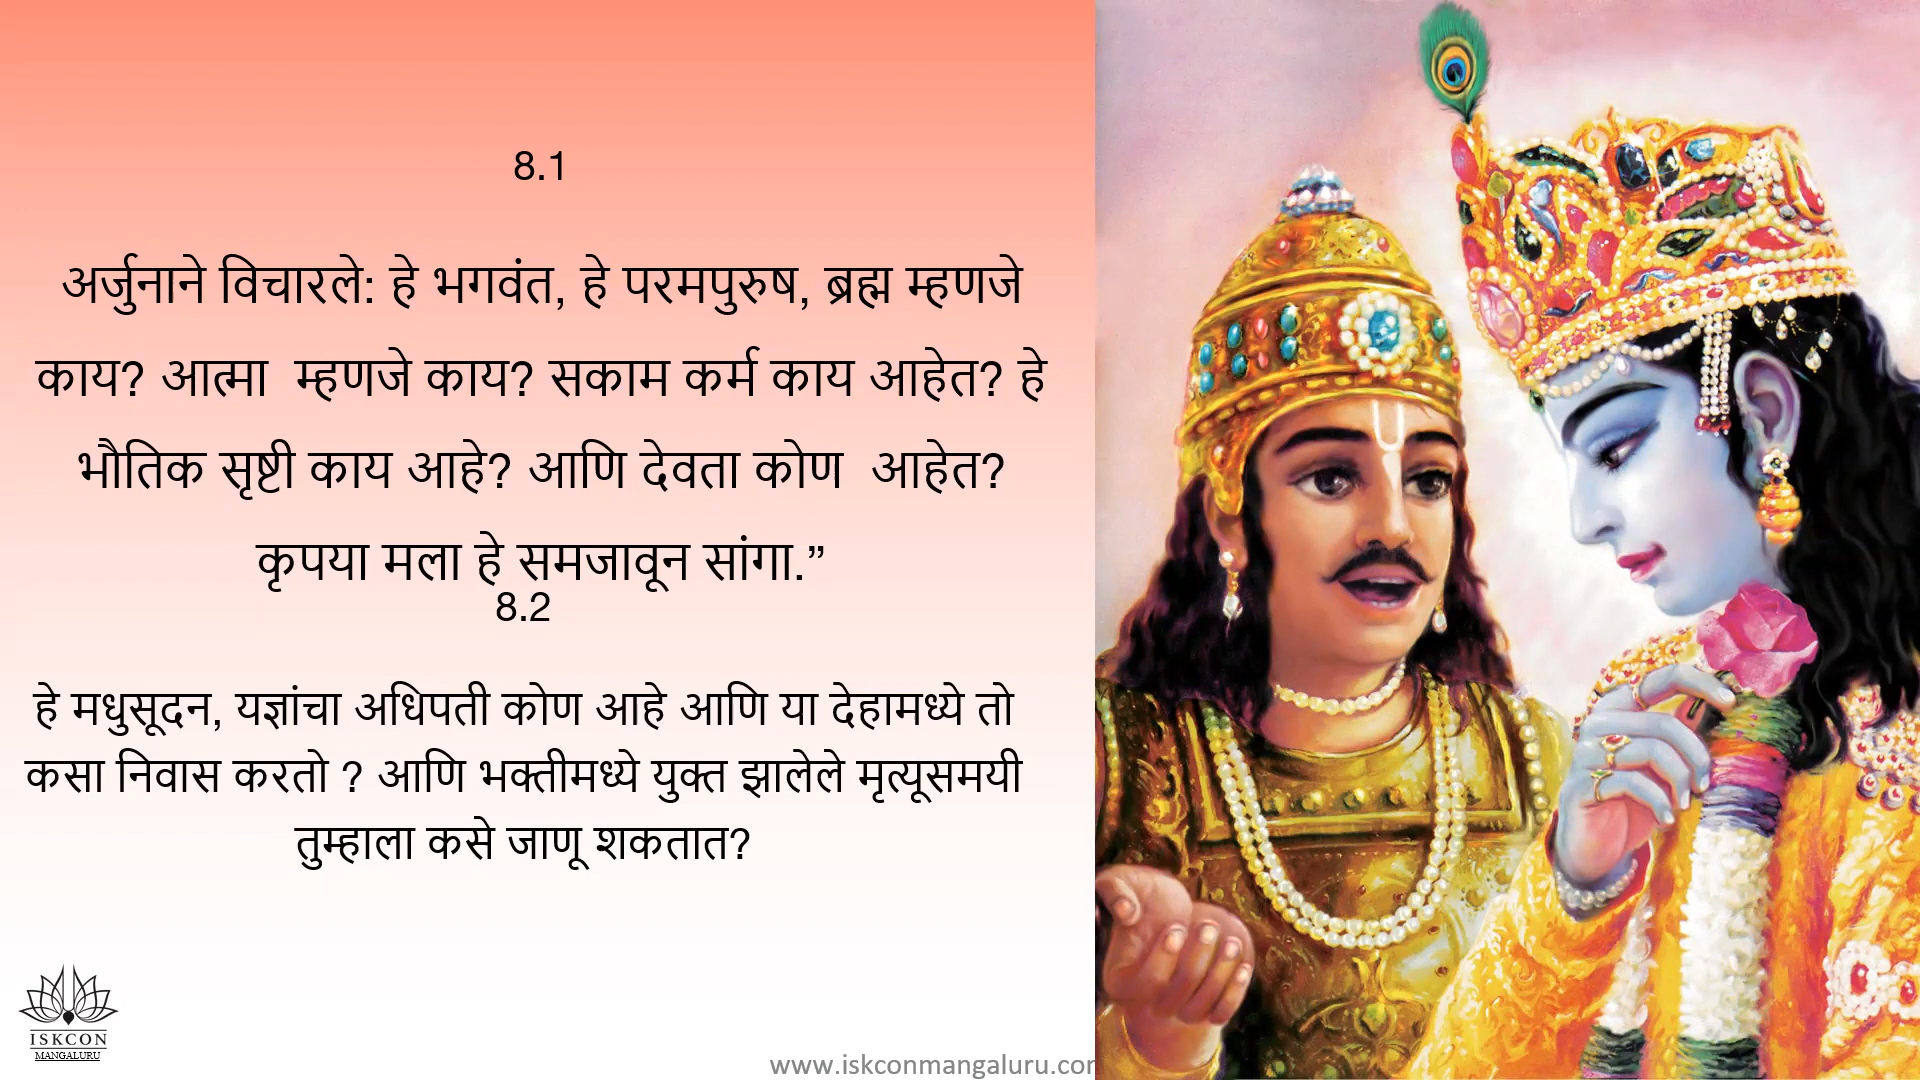 8.1
अर्जुनाने विचारले: हे भगवंत, हे परमपुरुष, ब्रह्म म्हणजे
काय? आत्मा म्हणजे काय? सकाम कर्म काय आहेत? हे
भौतिक सृष्टी काय आहे? आणि देवता कोण आहेत?
कृपया मला हे समजावून सांगा.”
8.2
हे मधुसूदन, यज्ञांचा अधिपती कोण आहे आणि या देहामध्ये तो
कसा निवास करतो ? आणि भक्तीमध्ये युक्त झालेले मृत्यूसमयी
तुम्हाला कसे जाणू शकतात?
ISKCON
MANGALURU
www.iskconmangaluru.com